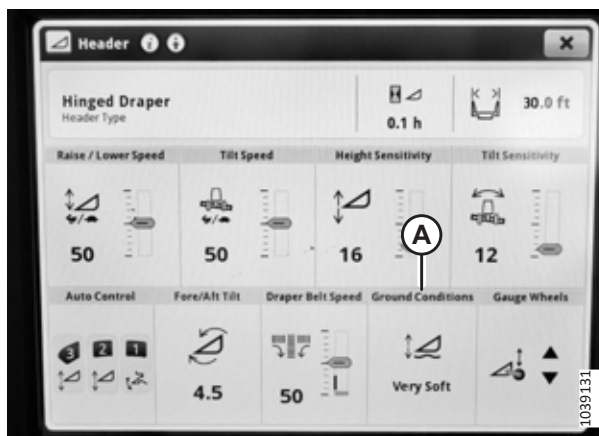 Header
Hinged Draper
Header Type
0.1 h
30.0 ft
Raise / Lower Speed
Tilt Speed
Height Sensitivity
Tilt Sensitivity
50
50
16
12
A
Auto Control
Fore/Aft Tilt
Draper Belt Speed
Ground Conditions
Gauge Wheels
3
2
1
4.5
50
Very Soft
1039131